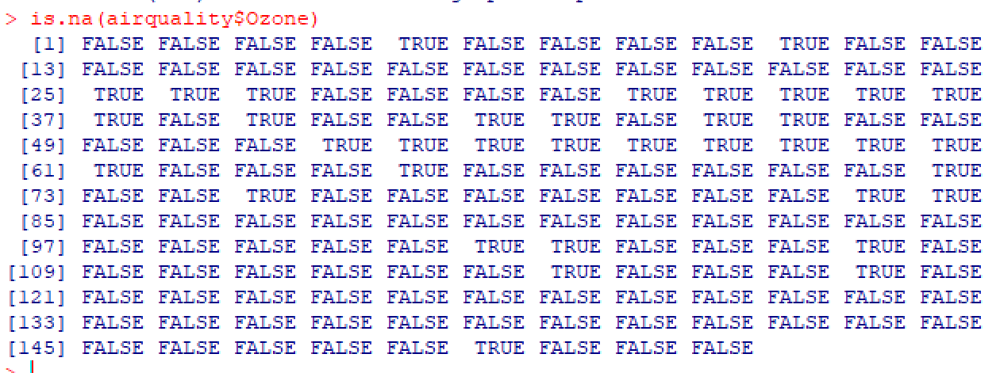 > is.na(airquality$Ozone)
[1] FALSE FALSE FALSE FALSE TRUE FALSE FALSE FALSE FALSE TRUE FALSE FALSE
[13] FALSE FALSE FALSE FALSE FALSE FALSE FALSE FALSE FALSE FALSE FALSE FALSE
[25] TRUE TRUE TRUE FALSE FALSE FALSE FALSE TRUE TRUE TRUE TRUE TRUE
[37] TRUE FALSE TRUE FALSE FALSE TRUE TRUE FALSE TRUE TRUE FALSE FALSE
[49] FALSE FALSE FALSE TRUE TRUE TRUE TRUE TRUE TRUE TRUE TRUE TRUE
[61] TRUE FALSE FALSE FALSE TRUE FALSE FALSE FALSE FALSE FALSE FALSE TRUE
[73] FALSE FALSE TRUE FALSE FALSE FALSE FALSE FALSE FALSE FALSE TRUE TRUE
[85] FALSE FALSE FALSE FALSE FALSE FALSE FALSE FALSE FALSE FALSE FALSE FALSE
[97] FALSE FALSE FALSE FALSE FALSE TRUE TRUE FALSE FALSE FALSE TRUE FALSE
[109] FALSE FALSE FALSE FALSE FALSE FALSE TRUE FALSE FALSE FALSE TRUE FALSE
[121] FALSE FALSE FALSE FALSE FALSE FALSE FALSE FALSE FALSE FALSE FALSE FALSE
[133] FALSE FALSE FALSE FALSE FALSE FALSE FALSE FALSE FALSE FALSE FALSE FALSE
[145] FALSE FALSE FALSE FALSE FALSE TRUE FALSE FALSE FALSE
>